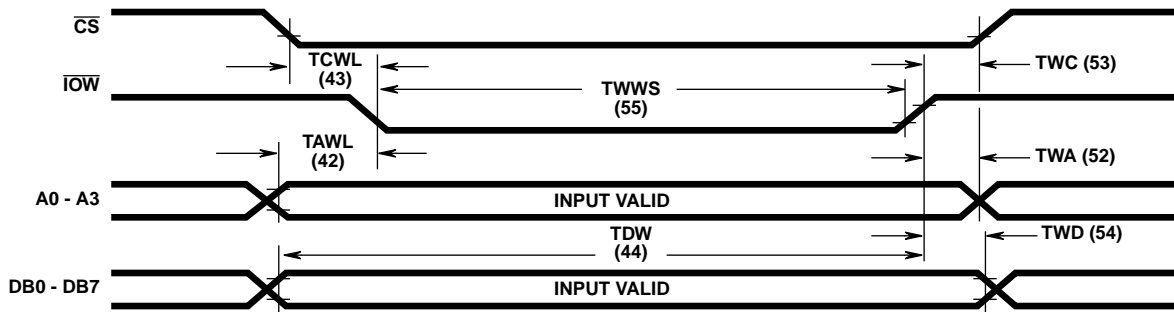 CS
TCWL
(43)
TWC (53)
IOW
TWWS
(55)
TAWL
(42)
TWA (52)
A0 - A3
INPUT VALID
TDW
(44)
TWD (54)
DB0 - DB7
INPUT VALID